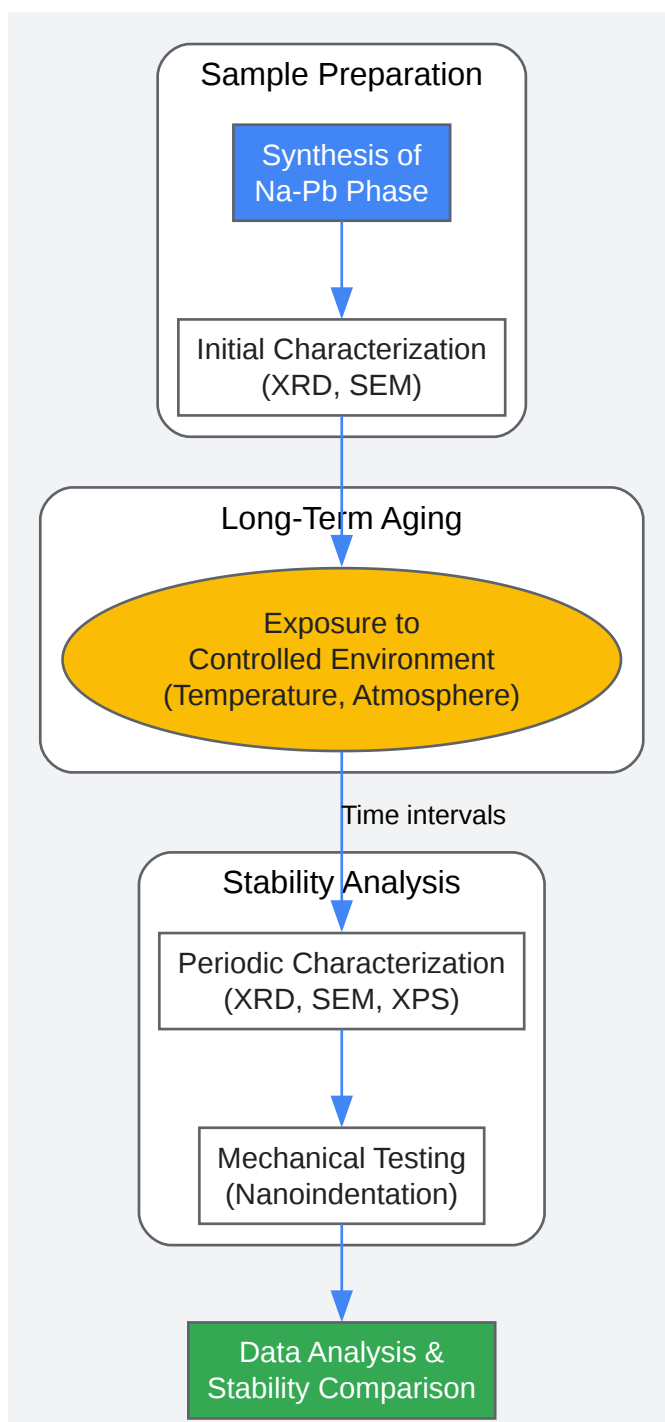 Sample Preparation
Synthesis of
Na-Pb Phase
Initial Characterization
(XRD, SEM)
Long-Term Aging
Exposure to
Controlled Environment
(Temperature, Atmosphere)
Time intervals
Stability Analysis
Periodic Characterization
(XRD, SEM, XPS)
Mechanical Testing
(Nanoindentation)
Data Analysis &
Stability Comparison